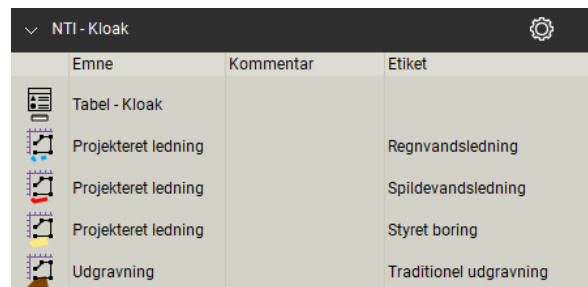 NTI - Kloak
Emne Kommentar Etiket
Tabel - Kloak
Projekteret ledning Regnvandsledning
Projekteret ledning Spildevandsledning
Projekteret ledning Styret boring
Udgravning Traditionel udgravning